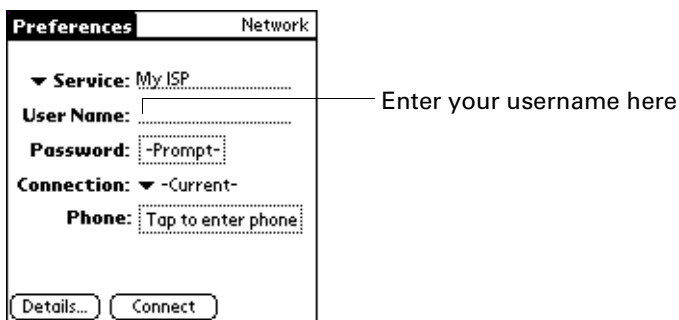 Preferences Network
Service: My ISP
User Name: Enter your username here
Password: -Prompt-
Connection: -Current-
Phone: Tap to enter phone
Details... Connect